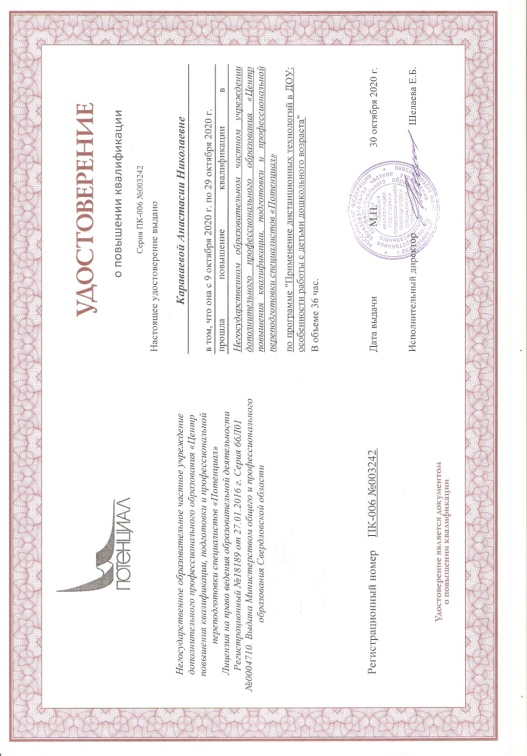 ПОТЕНЦИАЛ
Негосударственное образовательное частное учреждение
дополнительного профессионального образования «Центр
повышения квалификации, подготовки и профессиональной
переподготовки специалистов «Потенциал»
Лицензия на право ведения образовательной деятельности
Регистрационный №18189 от 27.01.2016 г. Серия 66Л01
№0004710. Выдана Министерством общего и профессионального
образования Свердловской области
Регистрационный номер ПК-006 №003242
Удостоверение является документом
о повышении квалификации
УДОСТОВЕРЕНИЕ
о повышении квалификации
Серия ПК-006 №003242
Настоящее удостоверение выдано
Караваевой Анастасии Николаевне
в том, что она с 9 октября 2020 г. по 29 октября 2020 г.
прошла повышение квалификации в
Негосударственном образовательном частном учреждении
дополнительного профессионального образования «Центр
повышения квалификации, подготовки и профессиональной
переподготовки специалистов «Потенциал»
по программе "Применение дистанционных технологий в ДОУ:
особенности работы с детьми дошкольного возраста"
В объеме 36 час.
Дата выдачи М.П. 30 октября 2020 г.
Исполнительный директор Шелаева Е.Б.